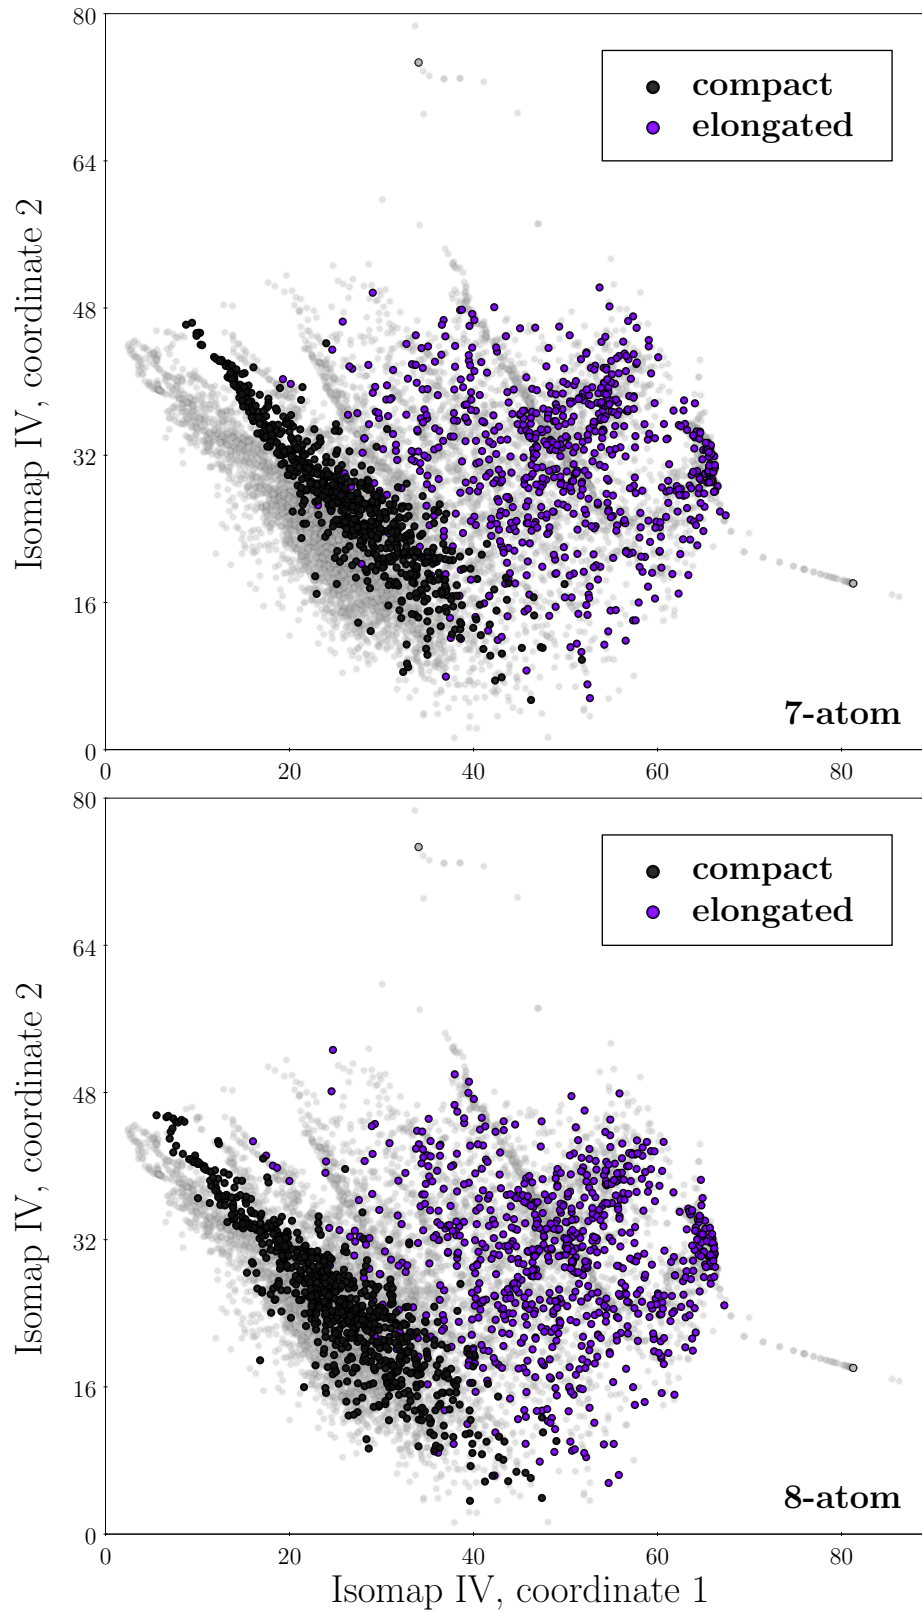 80
64
48
32
16
0
Isomap IV, coordinate 2
compact
elongated
7-atom
0 20 40 60 80
80
64
48
32
16
0
Isomap IV, coordinate 2
compact
elongated
8-atom
0 20 40 60 80
Isomap IV, coordinate 1